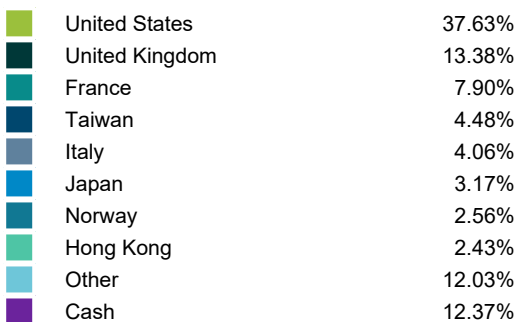 United States 37.63%
United Kingdom 13.38%
France 7.90%
Taiwan 4.48%
Italy 4.06%
Japan 3.17%
Norway 2.56%
Hong Kong 2.43%
Other 12.03%
Cash 12.37%